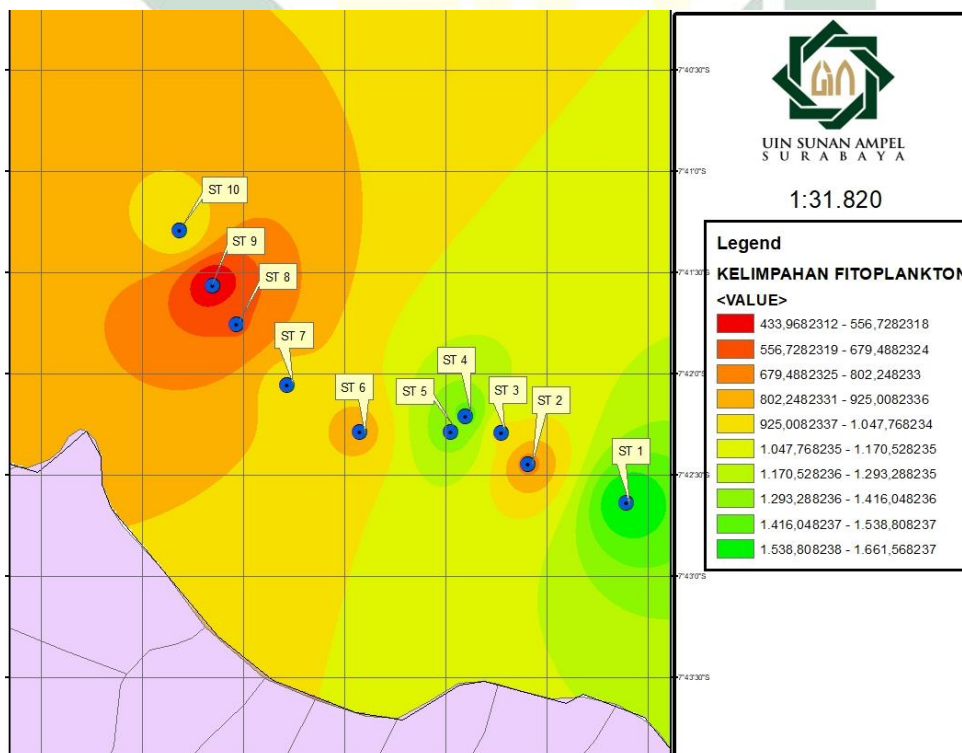 ST 10
ST 9
ST 8
ST 7
ST 6
ST 5
ST 4
ST 3
ST 2
ST 1
7°40'30"S
7°41'0"S
7°41'30"S
7°42'0"S
7°42'30"S
7°43'0"S
7°43'30"S
UIN SUNAN AMPEL
SURABAYA
1:31.820
Legend
KELIMPAHAN FITOPLANKTON
<VALUE>
433,9682312 - 556,7282318
556,7282319 - 679,4882324
679,4882325 - 802,248233
802,2482331 - 925,0082336
925,0082337 - 1.047,768234
1.047,768235 - 1.170,528235
1.170,528236 - 1.293,288235
1.293,288236 - 1.416,048236
1.416,048237 - 1.538,808237
1.538,808238 - 1.661,568237